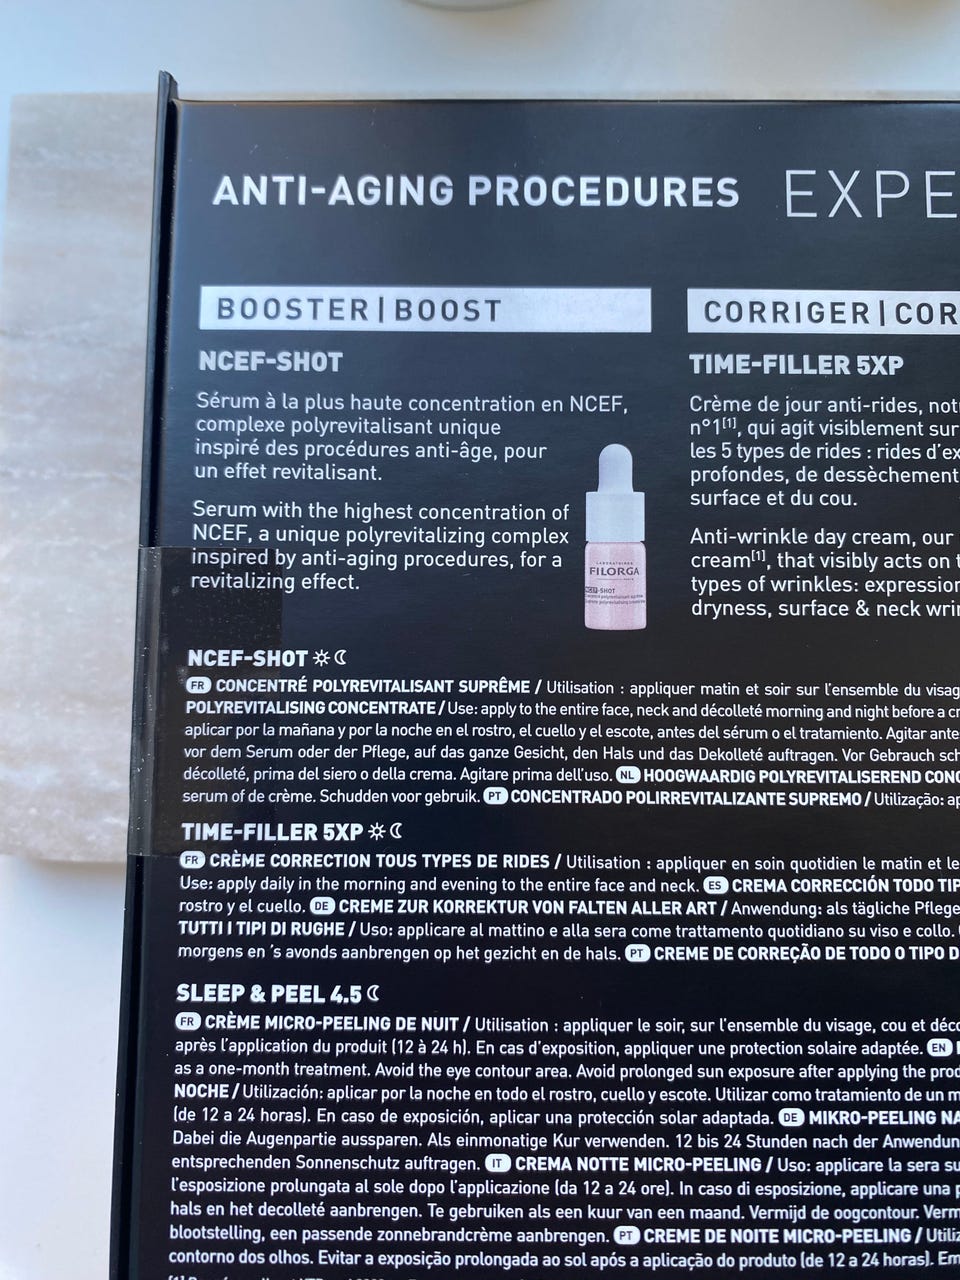 ANTI-AGING PROCEDURES EXPE
BOOSTER | BOOST
NCEF-SHOT
Sérum à la plus haute concentration en NCEF,
complexe polyrevitalisant unique
inspiré des procédures anti-âge, pour
un effet revitalisant.
Serum with the highest concentration of
NCEF, a unique polyrevitalizing complex
inspired by anti-aging procedures, for a
revitalizing effect.
LABORATOIRES
FILORGA
PARIS
NCEF-SHOT
CORRIGER | COR
TIME-FILLER 5XP
Crème de jour anti-rides, not
n°1[1], qui agit visiblement sur
les 5 types de rides : rides d'ex
profondes, de dessèchement
surface et du cou.
Anti-wrinkle day cream, our
cream[1], that visibly acts on t
types of wrinkles: expression
dryness, surface & neck wrin
NCEF-SHOT
FR CONCENTRÉ POLYREVITALISANT SUPRÊME / Utilisation : appliquer matin et soir sur l'ensemble du visag
POLYREVITALISING CONCENTRATE / Use: apply to the entire face, neck and décolleté morning and night before a cr
aplicar por la mañana y por la noche en el rostro, el cuello y el escote, antes del sérum o el tratamiento. Agitar ante
vor dem Serum oder der Pflege, auf das ganze Gesicht, den Hals und das Dekolleté auftragen. Vor Gebrauch sch
décolleté, prima del siero o della crema. Agitare prima dell'uso. NL HOOGWAARDIG POLYREVITALISEREND CONC
serum of de crème. Schudden voor gebruik. PT CONCENTRADO POLIRREVITALIZANTE SUPREMO / Utilização: ap
TIME-FILLER 5XP
FR CRÈME CORRECTION TOUS TYPES DE RIDES / Utilisation : appliquer en soin quotidien le matin et le
Use: apply daily in the morning and evening to the entire face and neck. ES CREMA CORRECCIÓN TODO TIP
rostro y el cuello. DE CREME ZUR KORREKTUR VON FALTEN ALLER ART / Anwendung: als tägliche Pflege
TUTTI I TIPI DI RUGHE / Uso: applicare al mattino e alla sera come trattamento quotidiano su viso e collo.
morgens en 's avonds aanbrengen op het gezicht en de hals. PT CREME DE CORREÇÃO DE TODO O TIPO D
SLEEP & PEEL 4.5
FR CRÈME MICRO-PEELING DE NUIT / Utilisation : appliquer le soir, sur l'ensemble du visage, cou et déco
après l'application du produit (12 à 24 h). En cas d'exposition, appliquer une protection solaire adaptée. EN
as a one-month treatment. Avoid the eye contour area. Avoid prolonged sun exposure after applying the prod
NOCHE / Utilización: aplicar por la noche en todo el rostro, cuello y escote. Utilizar como tratamiento de un m
(de 12 a 24 horas). En caso de exposición, aplicar una protección solar adaptada. DE MIKRO-PEELING NA
Dabei die Augenpartie aussparen. Als einmonatige Kur verwenden. 12 bis 24 Stunden nach der Anwendun
entsprechenden Sonnenschutz auftragen. IT CREMA NOTTE MICRO-PEELING / Uso: applicare la sera su
l'esposizione prolungata al sole dopo l'applicazione (da 12 a 24 ore). In caso di esposizione, applicare una p
hals en het decolleté aanbrengen. Te gebruiken als een kuur van een maand. Vermijd de oogcontour. Verm
blootstelling, een passende zonnebrandcrème aanbrengen. PT CREME DE NOITE MICRO-PEELING / Utiliz
contorno dos olhos. Evitar a exposição prolongada ao sol após a aplicação do produto (de 12 a 24 horas). Em